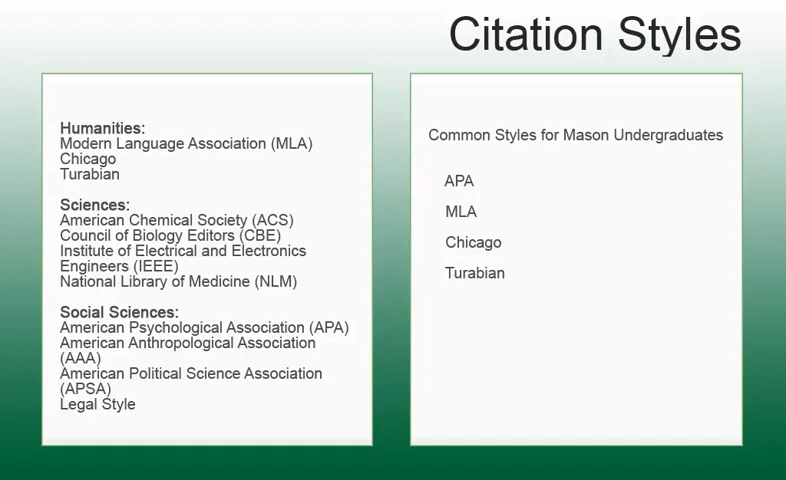 Citation Styles
Humanities:
Modern Language Association (MLA)
Chicago
Turabian
Sciences:
American Chemical Society (ACS)
Council of Biology Editors (CBE)
Institute of Electrical and Electronics
Engineers (IEEE)
National Library of Medicine (NLM)
Social Sciences:
American Psychological Association (APA)
American Anthropological Association
(AAA)
American Political Science Association
(APSA)
Legal Style
Common Styles for Mason Undergraduates
APA
MLA
Chicago
Turabian